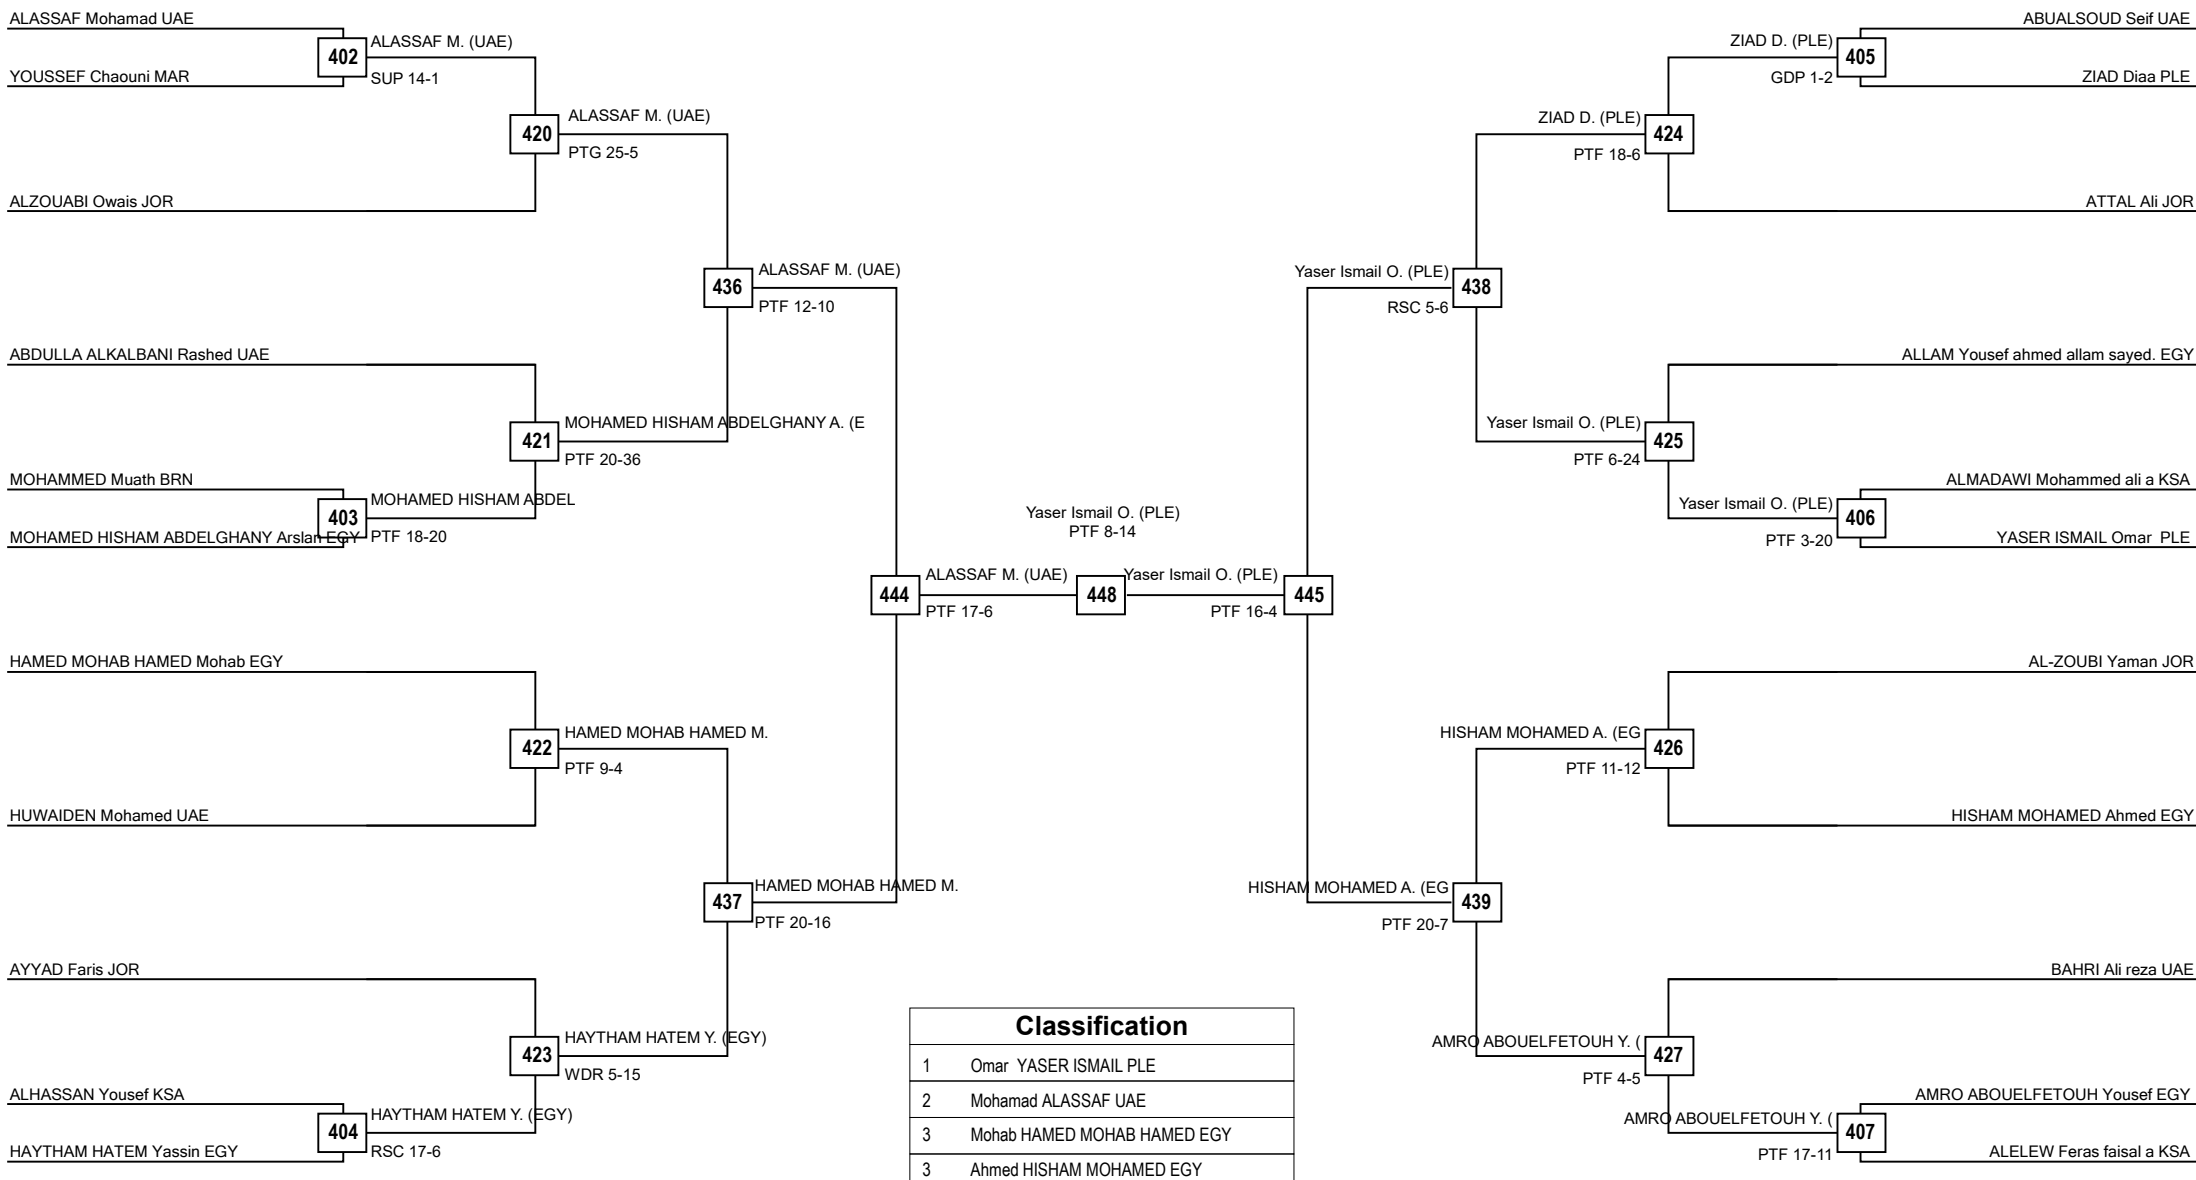 ALASSAF Mohamad UAE
402
ALASSAF M. (UAE)
YOUSSEF Chaouni MAR
SUP 14-1
420
ALASSAF M. (UAE)
PTG 25-5
ALZOUABI Owais JOR
436
ALASSAF M. (UAE)
PTF 12-10
ABDULLA ALKALBANI Rashed UAE
421
MOHAMED HISHAM ABDELGHANY A. (E
PTF 20-36
MOHAMMED Muath BRN
403
MOHAMED HISHAM ABDEL
MOHAMED HISHAM ABDELGHANY Arslan EGY
PTF 18-20
444
ALASSAF M. (UAE)
PTF 17-6
HAMED MOHAB HAMED Mohab EGY
422
HAMED MOHAB HAMED M.
PTF 9-4
HUWAIDEN Mohamed UAE
437
HAMED MOHAB HAMED M.
PTF 20-16
AYYAD Faris JOR
423
HAYTHAM HATEM Y. (EGY)
WDR 5-15
ALHASSAN Yousef KSA
404
HAYTHAM HATEM Y. (EGY)
HAYTHAM HATEM Yassin EGY
RSC 17-6
Yaser Ismail O. (PLE)
PTF 8-14
448
ABUALSOUD Seif UAE
ZIAD D. (PLE)
405
GDP 1-2
ZIAD Diaa PLE
ZIAD D. (PLE)
424
PTF 18-6
ATTAL Ali JOR
Yaser Ismail O. (PLE)
438
RSC 5-6
ALLAM Yousef ahmed allam sayed. EGY
Yaser Ismail O. (PLE)
425
PTF 6-24
ALMADAWI Mohammed ali a KSA
Yaser Ismail O. (PLE)
406
PTF 3-20
YASER ISMAIL Omar PLE
Yaser Ismail O. (PLE)
445
PTF 16-4
AL-ZOUBI Yaman JOR
HISHAM MOHAMED A. (EG
426
PTF 11-12
HISHAM MOHAMED Ahmed EGY
HISHAM MOHAMED A. (EG
439
PTF 20-7
BAHRI Ali reza UAE
AMRO ABOUELFETOUH Y. (
427
PTF 4-5
AMRO ABOUELFETOUH Yousef EGY
AMRO ABOUELFETOUH Y. (
407
PTF 17-11
ALELEW Feras faisal a KSA
Classification
1 Omar YASER ISMAIL PLE
2 Mohamad ALASSAF UAE
3 Mohab HAMED MOHAB HAMED EGY
3 Ahmed HISHAM MOHAMED EGY